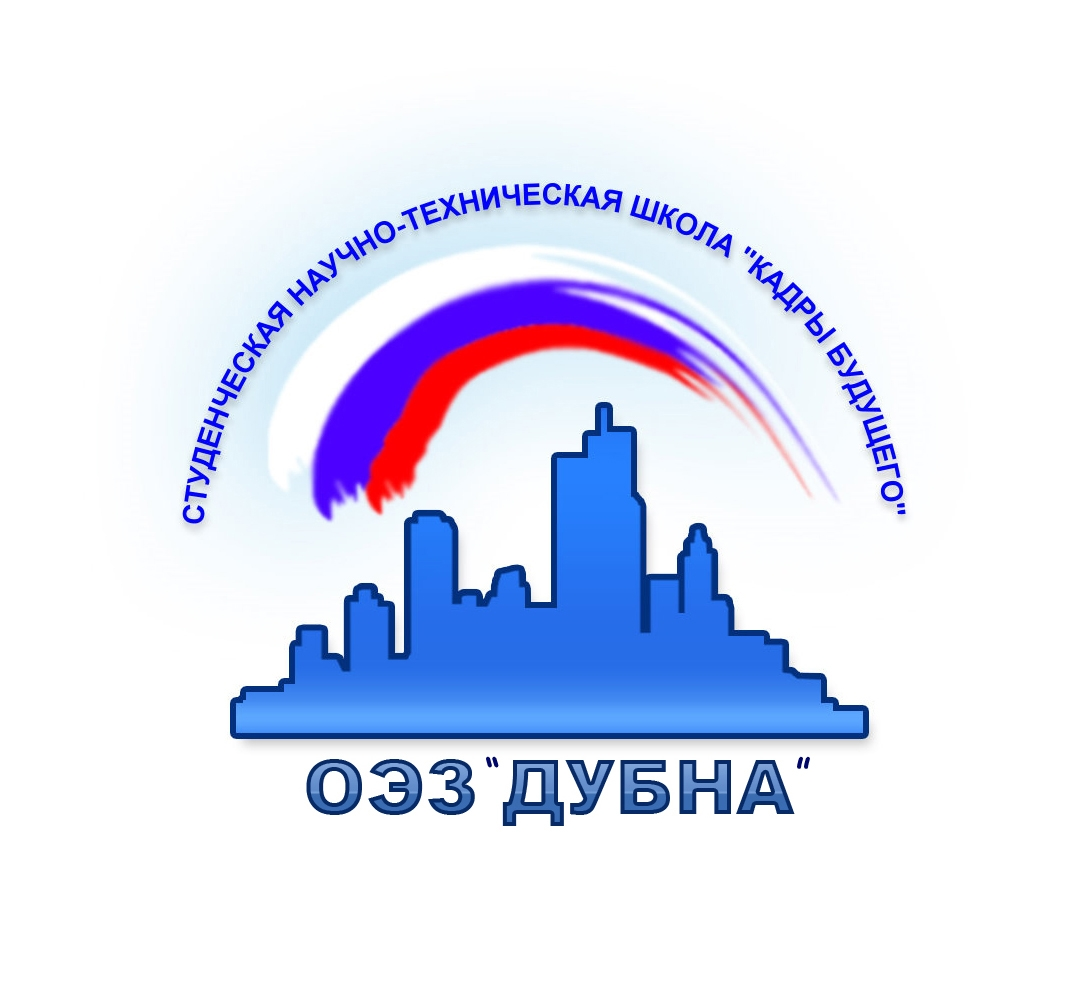 СТУДЕНЧЕСКАЯ НАУЧНО-ТЕХНИЧЕСКАЯ ШКОЛА "КАДРЫ БУДУЩЕГО"
ОЭЗ "ДУБНА"